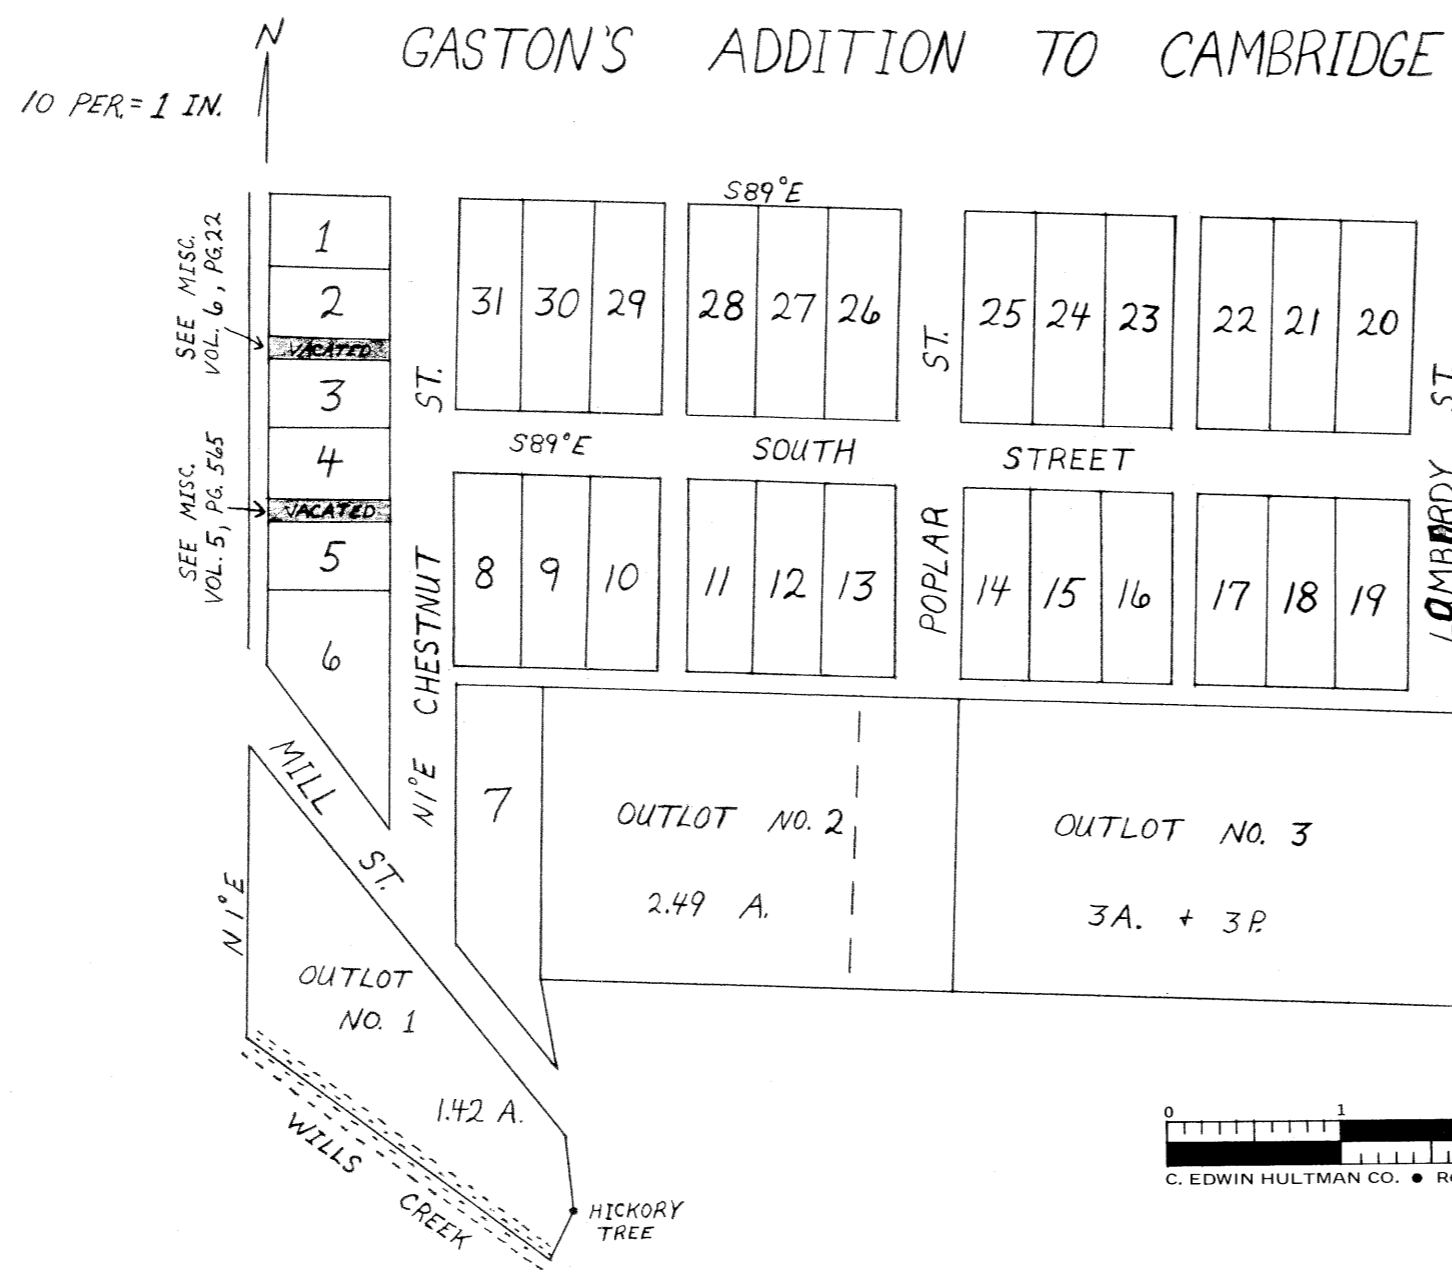 N
GASTON'S ADDITION TO CAMBRIDGE
10 PER. = 1 IN.
S89°E
SEE MISC.
VOL. 6, PG. 22
1
2
VACATED
3
4
VACATED
5
6
SEE MISC.
VOL. 5, PG. 565
31 30 29 28 27 26 25 24 23 22 21 20
S89°E SOUTH STREET
8 9 10 11 12 13 14 15 16 17 18 19
N1°E CHESTNUT ST.
POPLAR ST.
LOMBARDY ST.
MILL ST.
7
OUTLOT NO. 2
2.49 A.
OUTLOT NO. 3
3A. + 3P.
N1°E
OUTLOT
NO. 1
1.42 A.
WILLS CREEK
HICKORY
TREE
0 1
C. EDWIN HULTMAN CO. •